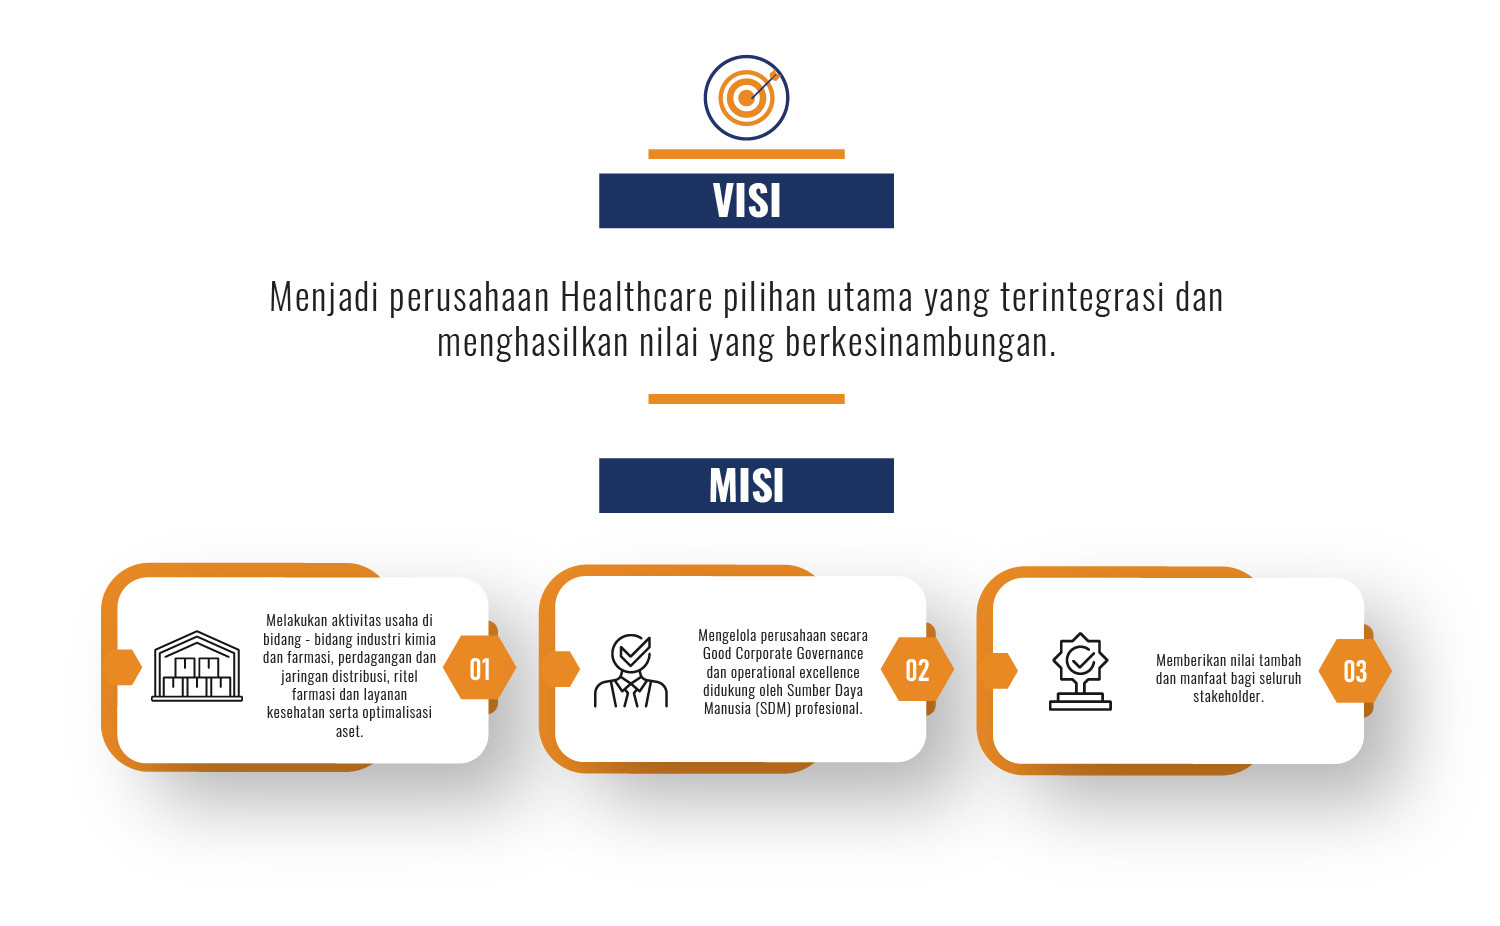 VISI
Menjadi perusahaan Healthcare pilihan utama yang terintegrasi dan
menghasilkan nilai yang berkesinambungan.
MISI
Melakukan aktivitas usaha di
bidang - bidang industri kimia
dan farmasi, perdagangan dan
jaringan distribusi, ritel
farmasi dan layanan
kesehatan serta optimalisasi
aset.
01
Mengelola perusahaan secara
Good Corporate Governance
dan operational excellence
didukung oleh Sumber Daya
Manusia (SDM) profesional.
02
Memberikan nilai tambah
dan manfaat bagi seluruh
stakeholder.
03